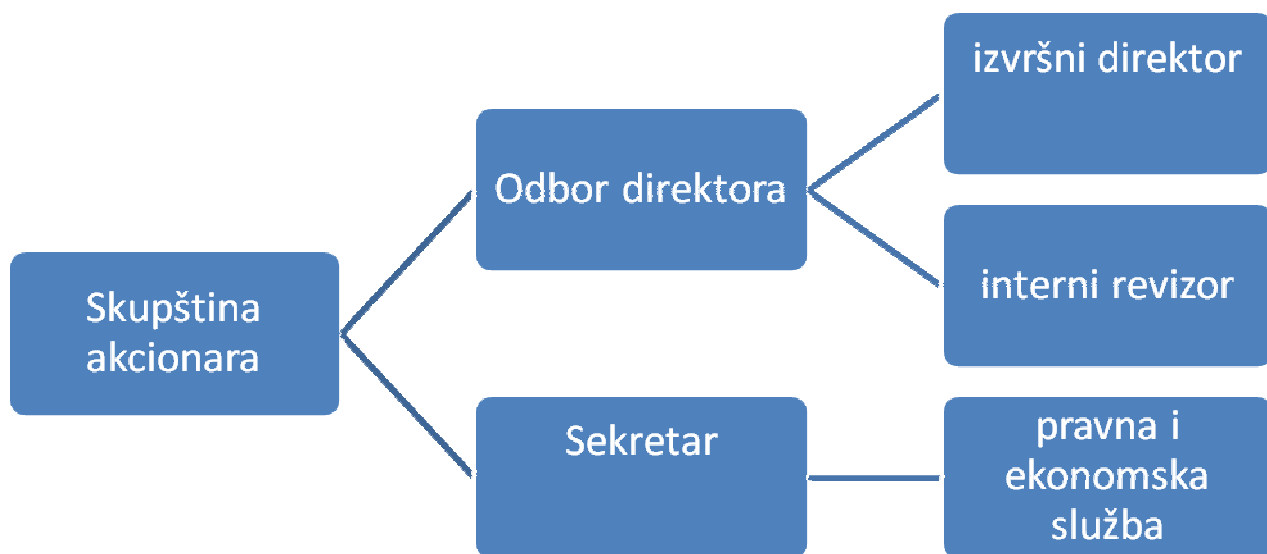 Skupština
akcionara
Odbor direktora
izvršni direktor
interni revizor
Sekretar
pravna i
ekonomska
služba